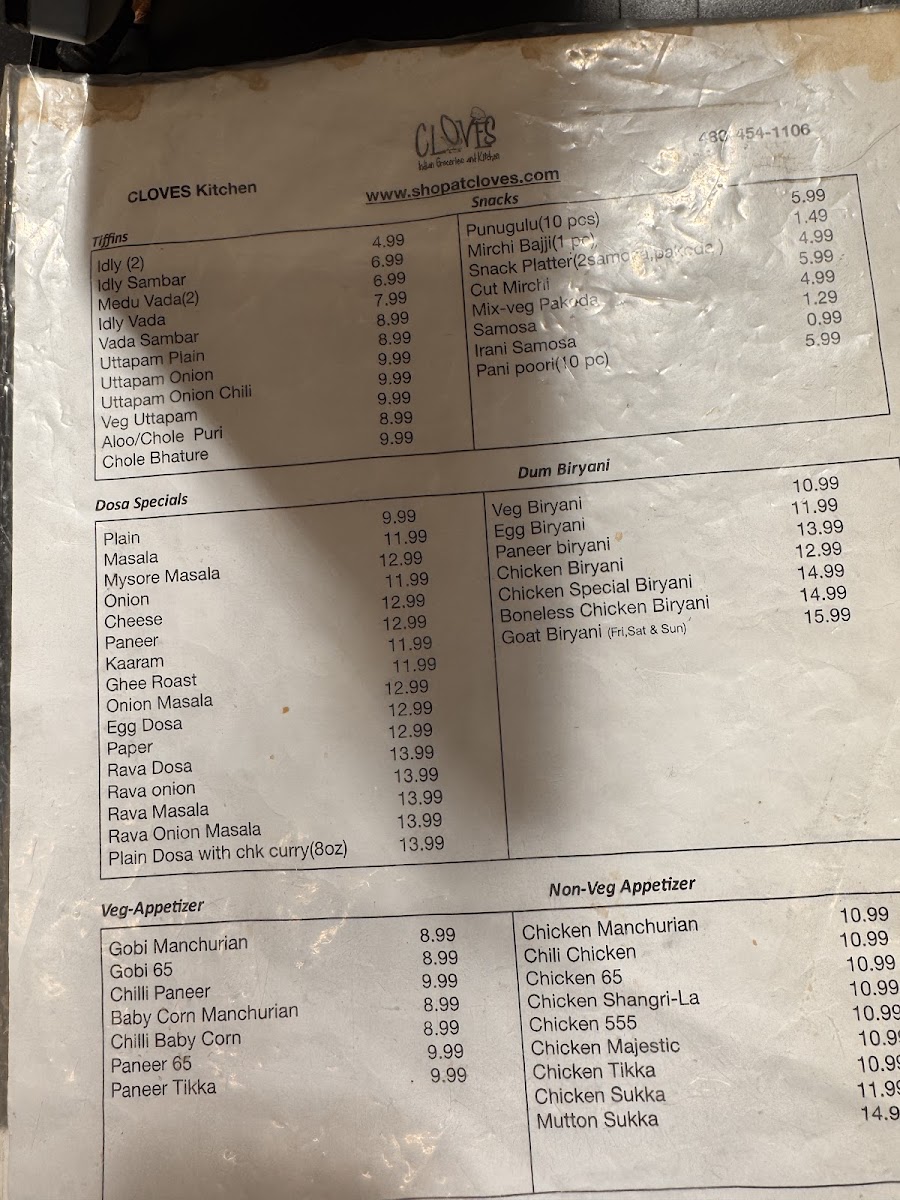 CLOVES
Indian Groceries and Kitchen
454-1106
CLOVES Kitchen
www.shopatcloves.com
Tiffins
Idly (2) 4.99
Idly Sambar 6.99
Medu Vada(2) 6.99
Idly Vada 7.99
Vada Sambar 8.99
Uttapam Plain 8.99
Uttapam Onion 9.99
Uttapam Onion Chili 9.99
Veg Uttapam 9.99
Aloo/Chole Puri 8.99
Chole Bhature 9.99
Snacks
Punugulu(10 pcs) 5.99
Mirchi Bajji(1 pc) 1.49
Snack Platter(2samosa,pakoda ) 4.99
Cut Mirchi 5.99
Mix-veg Pakoda 4.99
Samosa 1.29
Irani Samosa 0.99
Pani poori(10 pc) 5.99
Dosa Specials
Plain 9.99
Masala 11.99
Mysore Masala 12.99
Onion 11.99
Cheese 12.99
Paneer 12.99
Kaaram 11.99
Ghee Roast 11.99
Onion Masala 12.99
Egg Dosa 12.99
Paper 12.99
Rava Dosa 13.99
Rava onion 13.99
Rava Masala 13.99
Rava Onion Masala 13.99
Plain Dosa with chk curry(8oz) 13.99
Dum Biryani
Veg Biryani 10.99
Egg Biryani 11.99
Paneer biryani 13.99
Chicken Biryani 12.99
Chicken Special Biryani 14.99
Boneless Chicken Biryani 14.99
Goat Biryani (Fri,Sat & Sun) 15.99
Veg-Appetizer
Gobi Manchurian 8.99
Gobi 65 8.99
Chilli Paneer 9.99
Baby Corn Manchurian 8.99
Chilli Baby Corn 8.99
Paneer 65 9.99
Paneer Tikka 9.99
Non-Veg Appetizer
Chicken Manchurian 10.99
Chili Chicken 10.99
Chicken 65 10.99
Chicken Shangri-La 10.99
Chicken 555 10.99
Chicken Majestic 10.9
Chicken Tikka 10.99
Chicken Sukka 11.99
Mutton Sukka 14.9